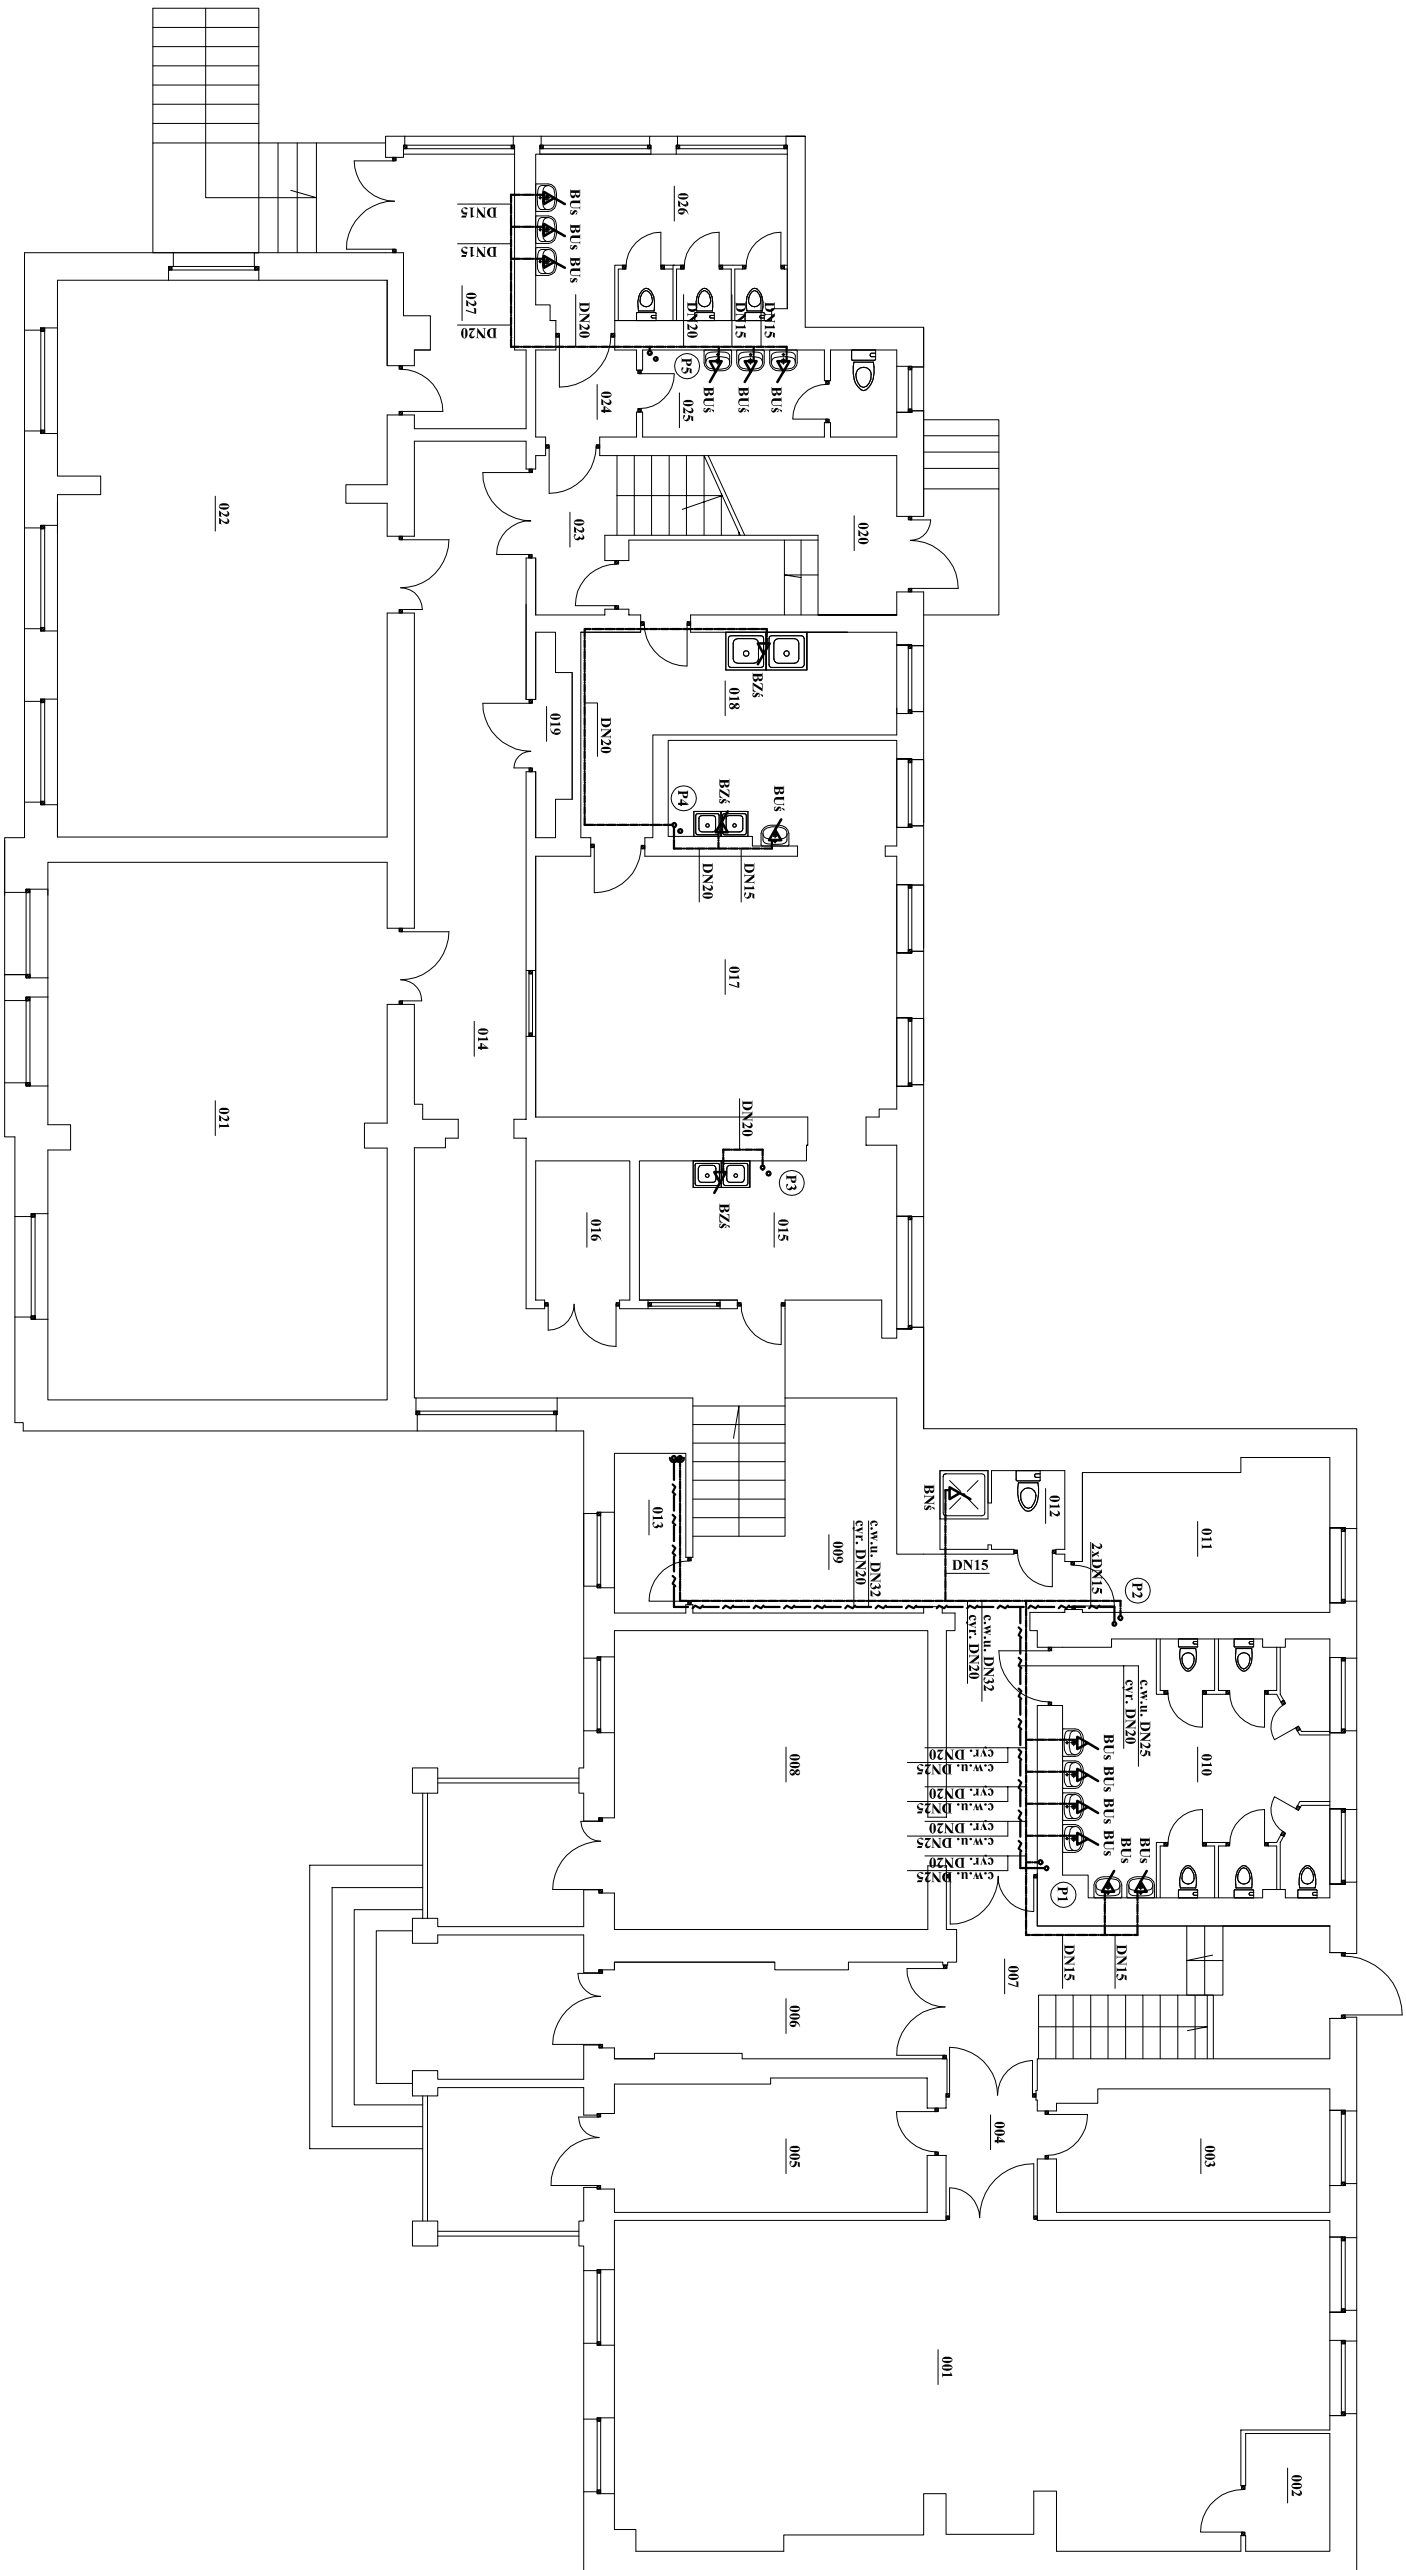 026
BUś
BUś
BUś
DN15
DN15
027
DN20
DN20
DN20
DN15
DN15
P5
BUś
BUś
BUś
025
024
022
023
020
018
BZś
019
DN20
P4
BZś
BUś
DN20
DN15
017
014
021
DN20
P3
BZś
015
016
013
009
c.w.u. DN32
cyr. DN20
BNś
012
DN15
011
2xDN15
P2
c.w.u. DN32
cyr. DN20
c.w.u. DN25
cyr. DN20
010
BUś
BUś
BUś
BUś
BUś
BUś
cyr. DN20
c.w.u. DN25
cyr. DN20
c.w.u. DN25
cyr. DN20
c.w.u. DN25
cyr. DN20
c.w.u. DN25
008
P1
DN15
DN15
007
006
005
004
003
001
002